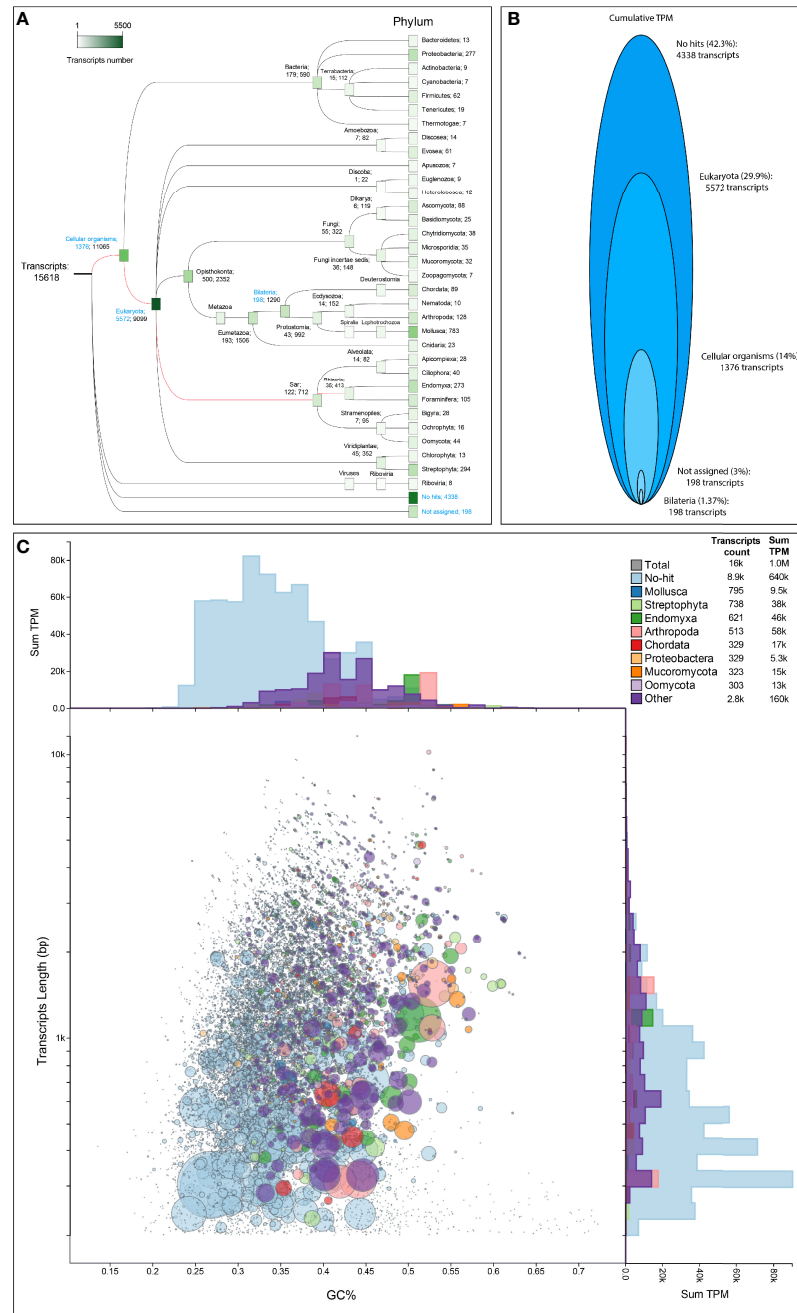 A
1
5500
Transcripts number
Phylum
Bacteroidetes; 13
Proteobacteria; 277
Actinobacteria; 9
Bacteria;
179; 590
Terrabacteria;
16; 112
Cyanobacteria; 7
Firmicutes; 62
Tenericutes; 19
Thermotogae; 7
Amoebozoa;
7; 82
Discosea; 14
Evosea; 61
Apusozoa; 7
Discoba;
1; 22
Euglenozoa; 9
Heterolobosea; 12
Dikarya;
6; 119
Ascomycota; 88
Basidiomycota; 25
Fungi;
55; 322
Chytridiomycota; 38
Microsporidia; 35
Fungi incertae sedis;
36; 148
Mucoromycota; 32
Zoopagomycota; 7
Cellular organisms;
1376; 11065
Transcripts:
15618
Opisthokonta;
500, 2352
Deuterostomia
Chordata; 89
Bilateria;
198; 1290
Ecdysozoa;
14; 152
Nematoda; 10
Eukaryota;
5572; 9099
Metazoa
Arthropoda; 128
Eumetazoa;
193; 1506
Protostomia;
43; 992
Spiralia
Lophotrochozoa
Mollusca; 783
Cnidaria; 23
Alveolata;
14; 82
Apicomplexa; 28
Ciliophora; 40
Sar;
122; 712
36; 413
Endomyxa; 273
Foraminifera; 105
Stramenopiles;
7; 95
Bigyra; 28
Ochrophyta; 16
Oomycota; 44
Viridiplantae;
45; 352
Chlorophyta; 13
Streptophyta; 294
Viruses
Riboviria
Riboviria; 8
No hits; 4338
Not assigned; 198
B
Cumulative TPM
No hits (42.3%):
4338 transcripts
Eukaryota (29.9%):
5572 transcripts
Cellular organisms (14%)
1376 transcripts
Not assigned (3%)
198 transcripts
Bilateria (1.37%):
198 transcripts
C
80k
60k
40k
20k
0.0
Sum TPM
Transcripts count Sum TPM
Total 16k 1.0M
No-hit 8.9k 640k
Mollusca 795 9.5k
Streptophyta 738 38k
Endomyxa 621 46k
Arthropoda 513 58k
Chordata 329 17k
Proteobactera 329 5.3k
Mucoromycota 323 15k
Oomycota 303 13k
Other 2.8k 160k
10k
1k
Transcripts Length (bp)
0.15 0.2 0.25 0.3 0.35 0.4 0.45 0.5 0.55 0.6 0.65 0.7
GC%
0.0 20k 40k 60k 80k
Sum TPM